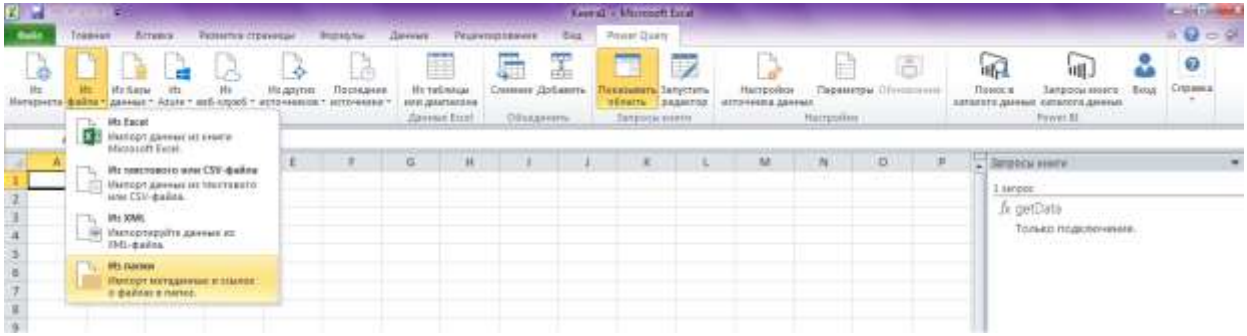 Книга1 - Microsoft Excel
Файл Главная Вставка Разметка страницы Формулы Данные Рецензирование Вид Power Query
Из Интернета
Из файла
Из базы данных
Из Azure
Из веб-служб
Из других источников
Последние источники
Из таблицы или диапазона
Слияние
Добавить
Показывать область
Запустить редактор
Настройки источника данных
Параметры
Обновление
Поиск в каталоге данных
Запросы моего каталога данных
Вход
Справка
Данные Excel
Объединить
Запросы книги
Настройки
Power BI
Из Excel
Импорт данных из книги
Microsoft Excel.
Из текстового или CSV-файла
Импорт данных из текстового
или CSV-файла.
Из XML
Импортируйте данные из
XML-файла.
Из папки
Импорт метаданных и ссылок
о файлах в папке.
A E F G H I J K L M N O P
1
2
3
4
5
6
7
8
9
Запросы книги
1 запрос
fx getData
Только подключение.